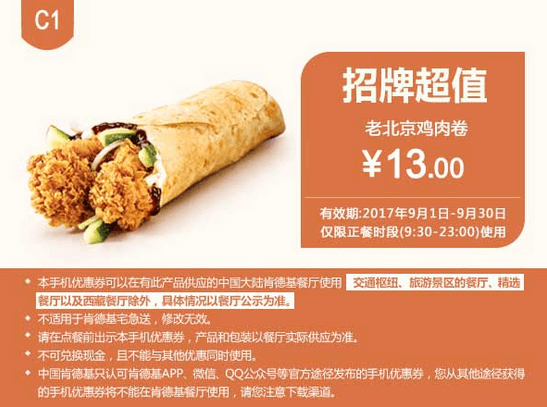 C1
招牌超值
老北京鸡肉卷
¥13.00
有效期:2017年9月1日-9月30日
仅限正餐时段(9:30-23:00)使用
• 本手机优惠券可以在有此产品供应的中国大陆肯德基餐厅使用 交通枢纽、旅游景区的餐厅、精选
餐厅以及西藏餐厅除外，具体情况以餐厅公示为准。
• 不适用于肯德基宅急送，修改无效。
• 请在点餐前出示本手机优惠券，产品和包装以餐厅实际供应为准。
• 不可兑换现金，且不能与其他优惠同时使用。
• 中国肯德基只认可肯德基APP、微信、QQ公众号等官方途径发布的手机优惠券，您从其他途径获得
的手机优惠券将不能在肯德基餐厅使用，请您注意下载渠道。